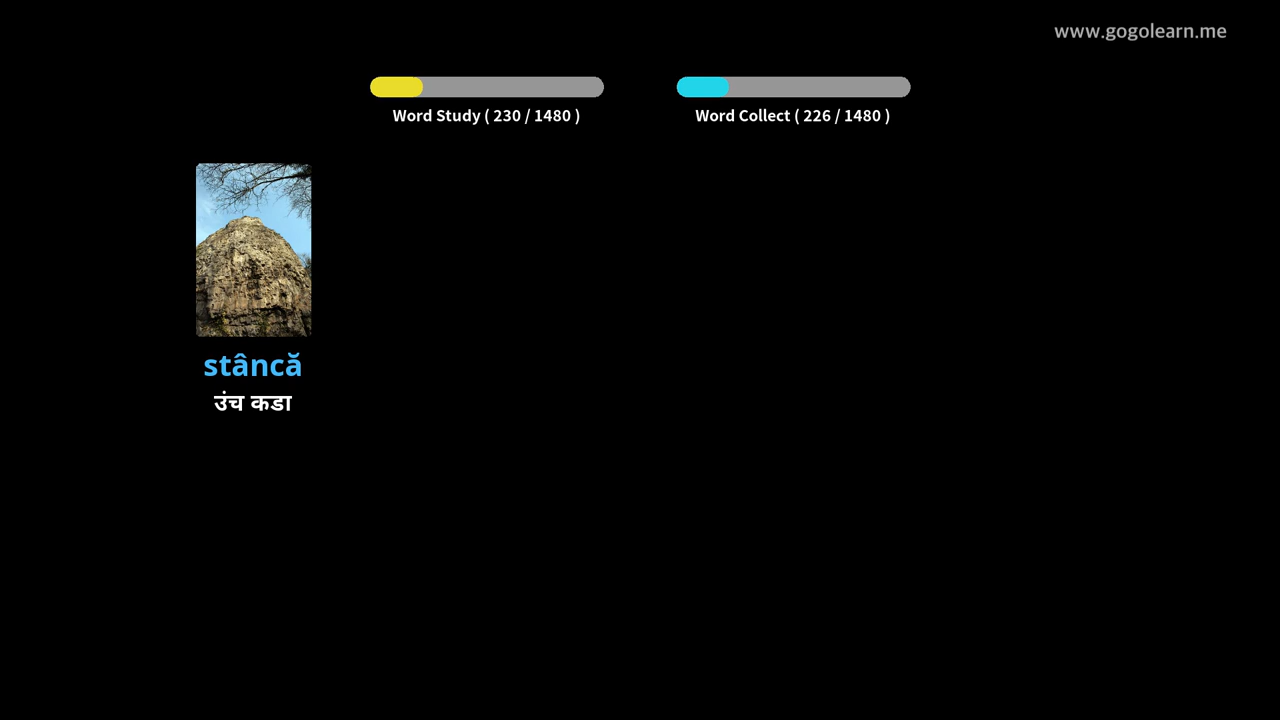 www.gogolearn.me
Word Study ( 230 / 1480 )
Word Collect ( 226 / 1480 )
stâncă
उंच कडा